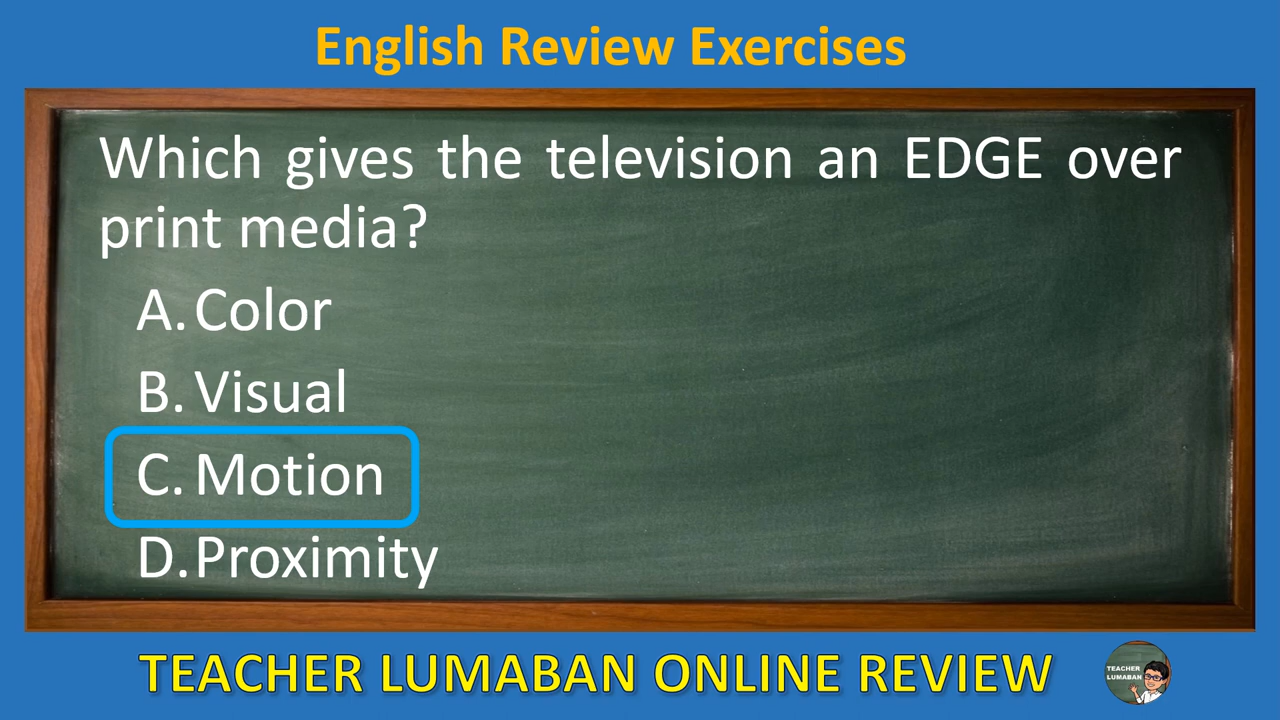 English Review Exercises
Which gives the television an EDGE over
print media?
A. Color
B. Visual
C. Motion
D. Proximity
TEACHER LUMABAN ONLINE REVIEW
TEACHER
LUMABAN